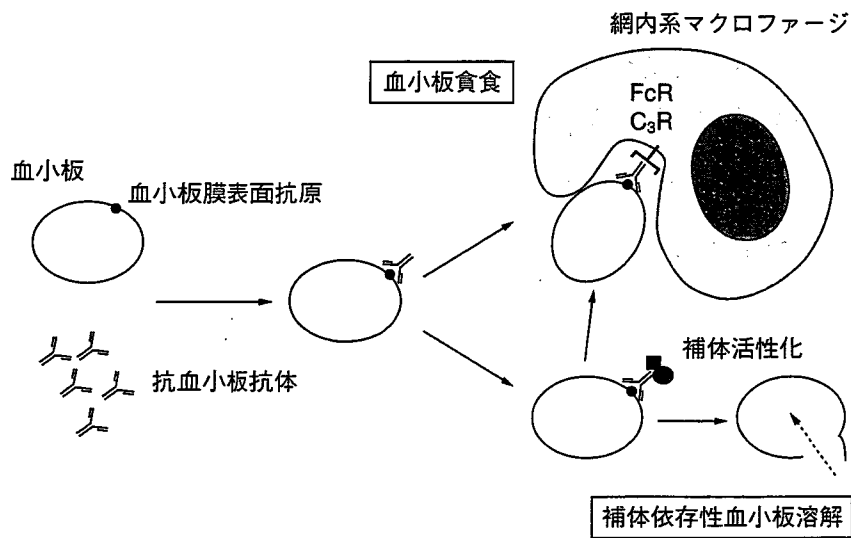 網内系マクロファージ
血小板貪食
FcR
C₃R
血小板
血小板膜表面抗原
抗血小板抗体
補体活性化
補体依存性血小板溶解